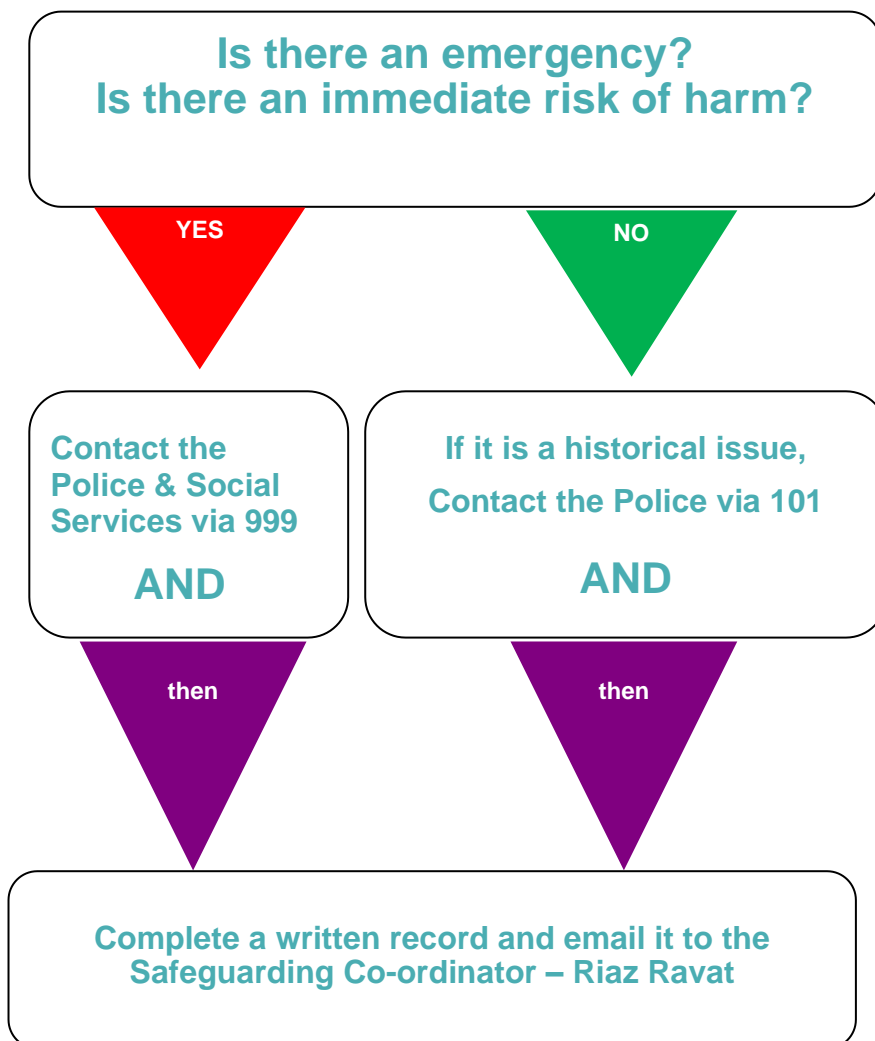 Is there an emergency?
Is there an immediate risk of harm?
YES
NO
Contact the
Police & Social
Services via 999
AND
If it is a historical issue,
Contact the Police via 101
AND
then
then
Complete a written record and email it to the
Safeguarding Co-ordinator – Riaz Ravat